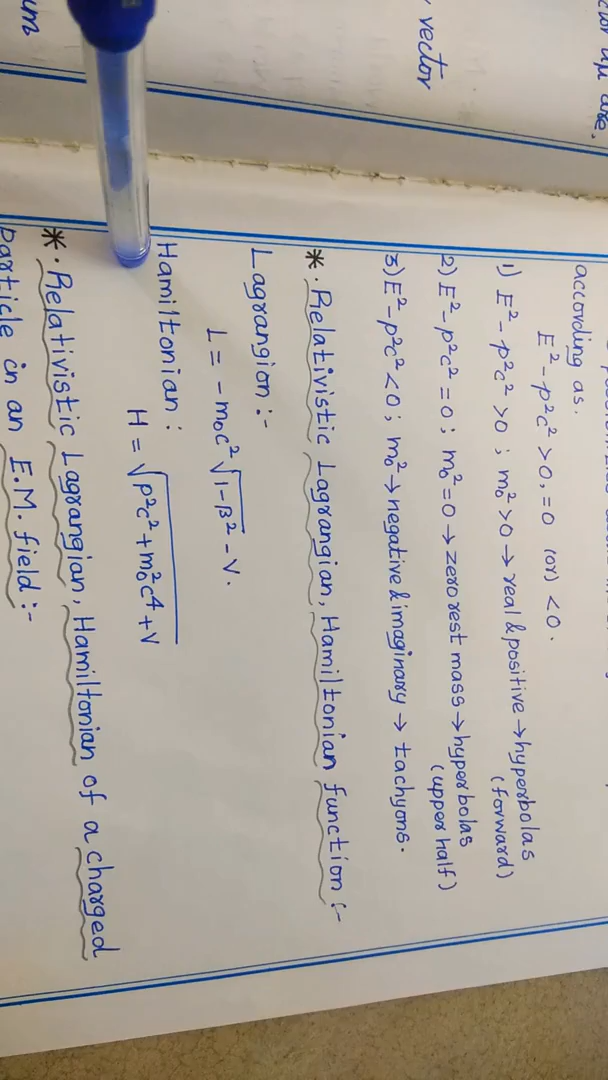 vector
according as.
E² - p²c² >0, =0 (or) <0.
1) E² - p²c² >0 ; m₀² >0 → real & positive → hyperbolas
(forward)
2) E² - p²c² = 0 ; m₀² = 0 → zero rest mass → hyperbolas
(upper half)
3) E² - p²c² <0 ; m₀² → negative & imaginary → tachyons.
* . Relativistic Lagrangian, Hamiltonian function :-
Lagrangion :-
L = - m₀c² √1-β² - V.
Hamiltonian :
H = √p²c² + m₀²c⁴ + V
* . Relativistic Lagrangian, Hamiltonian of a charged
particle in an E.M. field :-